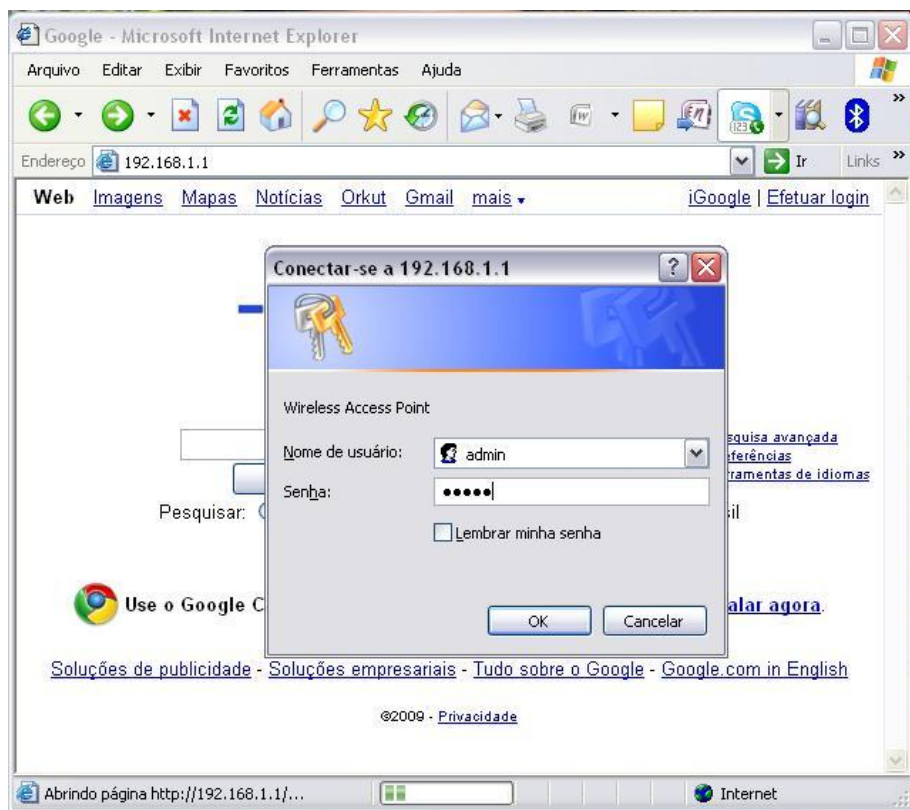 Google - Microsoft Internet Explorer
Arquivo Editar Exibir Favoritos Ferramentas Ajuda
Endereço 192.168.1.1 Ir Links »
Web Imagens Mapas Notícias Orkut Gmail mais iGoogle | Efetuar login
Conectar-se a 192.168.1.1
Wireless Access Point
Nome de usuário: admin
Senha: •••••
Lembrar minha senha
OK Cancelar
Pesquisar:
Use o Google agora.
Soluções de publicidade - Soluções empresariais - Tudo sobre o Google - Google.com in English
©2009 - Privacidade
Abrindo página http://192.168.1.1/... Internet